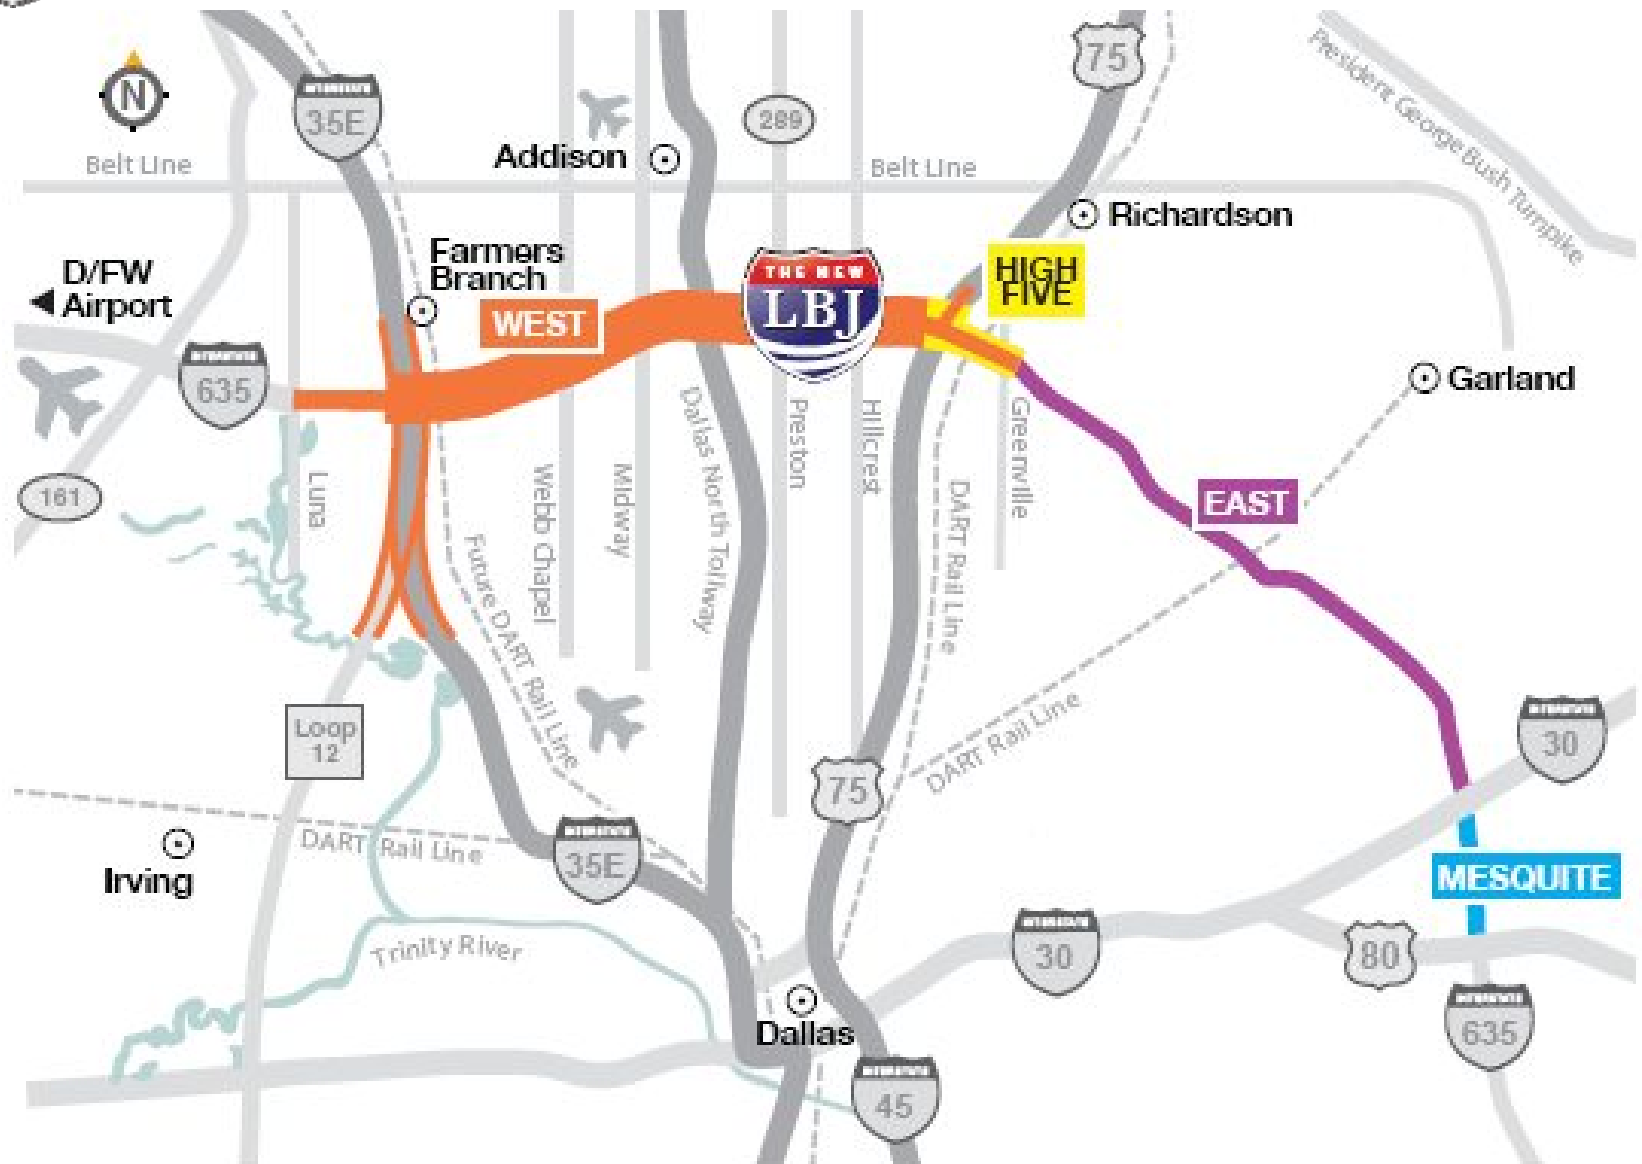 75
President George Bush Turnpike
N
35E
289
Addison
Belt Line
Belt Line
Richardson
Farmers
Branch
D/FW
Airport
HIGH
FIVE
THE NEW
LBJ
WEST
635
Garland
Dallas North Tollway
Preston
Hillcrest
Greenville
161
Luna
Webb Chapel
Midway
DART Rail Line
EAST
Future DART Rail Line
Loop
12
30
DART Rail Line
75
DART Rail Line
35E
Irving
MESQUITE
Trinity River
30
80
Dallas
635
45